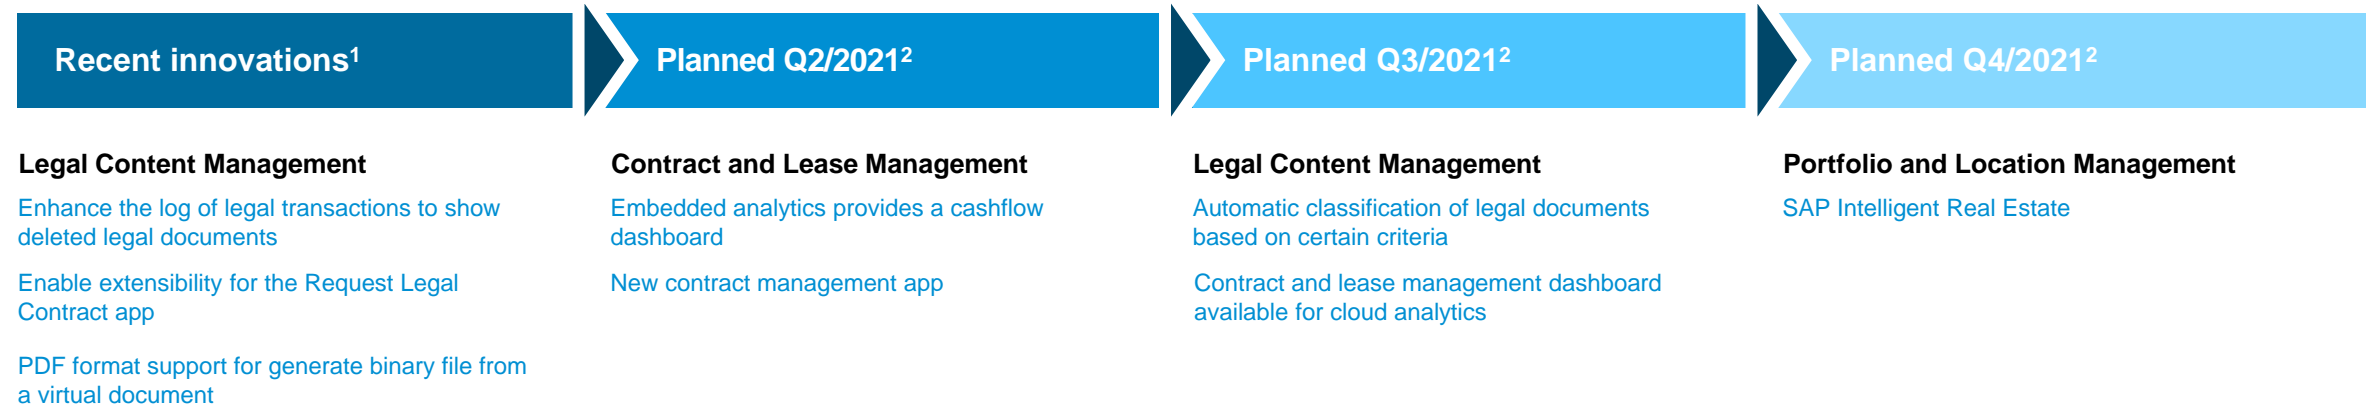 Recent innovations1
Planned Q2/20212
Planned Q3/20212
Planned Q4/20212
Legal Content Management
Enhance the log of legal transactions to show
deleted legal documents
Enable extensibility for the Request Legal
Contract app
PDF format support for generate binary file from
a virtual document
Contract and Lease Management
Embedded analytics provides a cashflow
dashboard
New contract management app
Legal Content Management
Automatic classification of legal documents
based on certain criteria
Contract and lease management dashboard
available for cloud analytics
Portfolio and Location Management
SAP Intelligent Real Estate